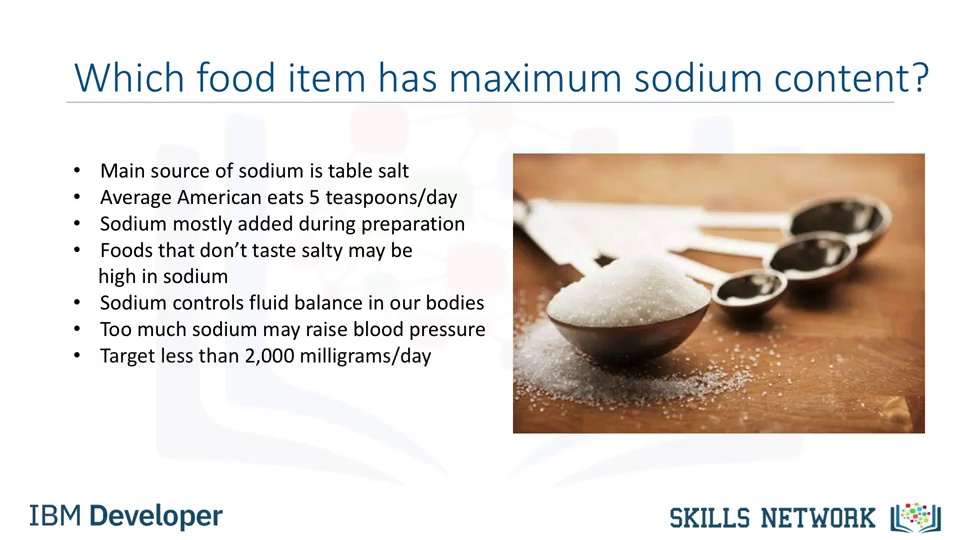 Which food item has maximum sodium content?
• Main source of sodium is table salt
• Average American eats 5 teaspoons/day
• Sodium mostly added during preparation
• Foods that don’t taste salty may be
high in sodium
• Sodium controls fluid balance in our bodies
• Too much sodium may raise blood pressure
• Target less than 2,000 milligrams/day
IBM Developer
SKILLS NETWORK